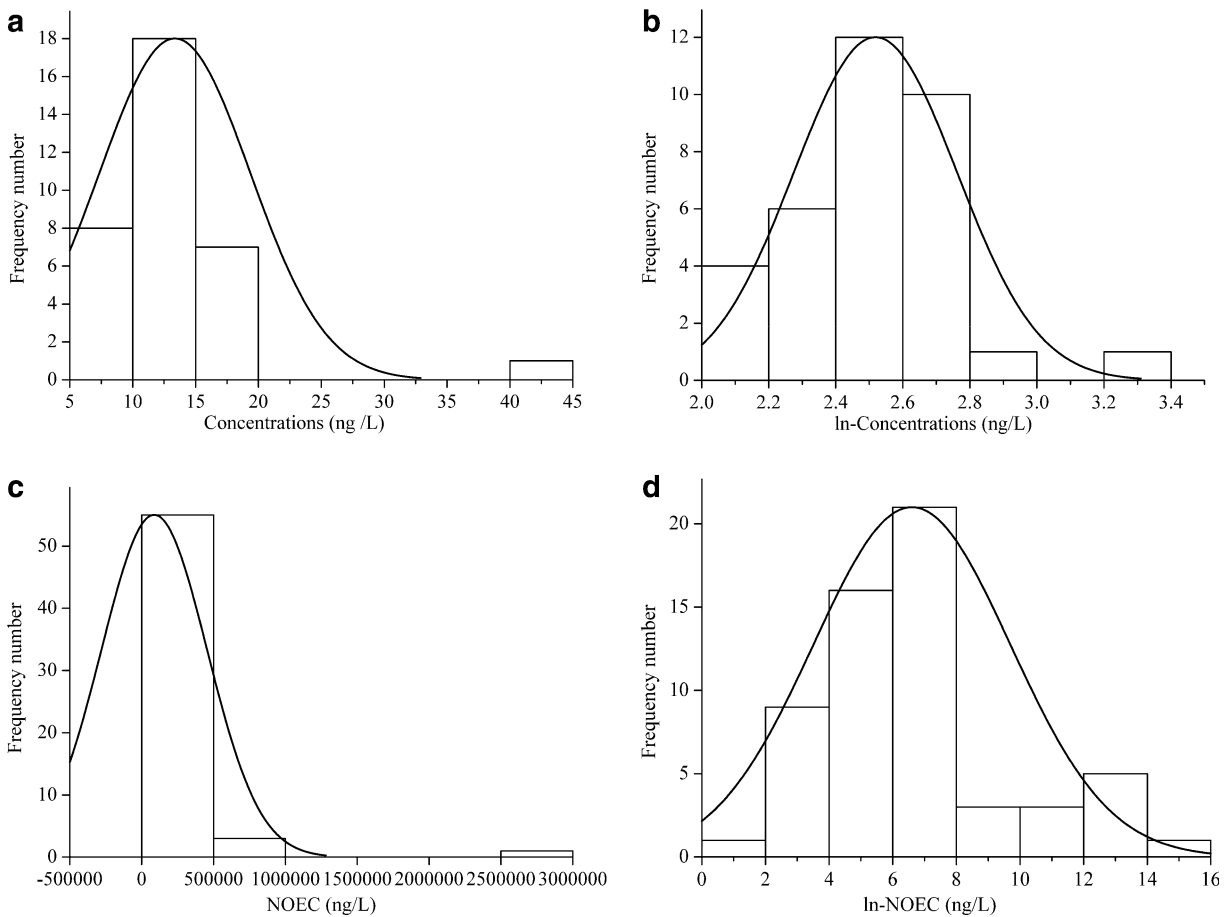 a
18
16
14
12
10
8
6
4
2
0
Frequency number
5 10 15 20 25 30 35 40 45
Concentrations (ng /L)
b
12
10
8
6
4
2
0
Frequency number
2.0 2.2 2.4 2.6 2.8 3.0 3.2 3.4
ln-Concentrations (ng/L)
c
50
40
30
20
10
0
Frequency number
-500000 0 500000 1000000 1500000 2000000 2500000 3000000
NOEC (ng/L)
d
20
15
10
5
0
Frequency number
0 2 4 6 8 10 12 14 16
ln-NOEC (ng/L)